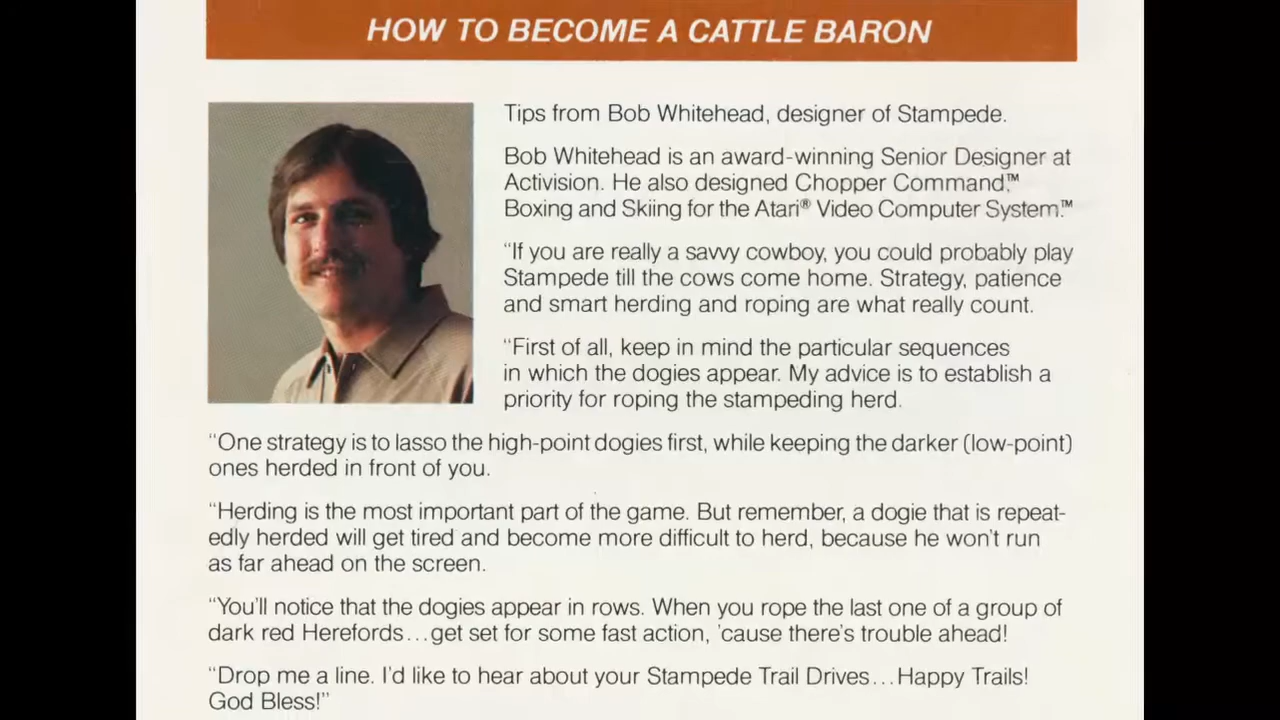 HOW TO BECOME A CATTLE BARON
Tips from Bob Whitehead, designer of Stampede.
Bob Whitehead is an award-winning Senior Designer at
Activision. He also designed Chopper Command,™
Boxing and Skiing for the Atari® Video Computer System.™
“If you are really a savvy cowboy, you could probably play
Stampede till the cows come home. Strategy, patience
and smart herding and roping are what really count.
“First of all, keep in mind the particular sequences
in which the dogies appear. My advice is to establish a
priority for roping the stampeding herd.
“One strategy is to lasso the high-point dogies first, while keeping the darker (low-point)
ones herded in front of you.
“Herding is the most important part of the game. But remember, a dogie that is repeat-
edly herded will get tired and become more difficult to herd, because he won't run
as far ahead on the screen.
“You'll notice that the dogies appear in rows. When you rope the last one of a group of
dark red Herefords...get set for some fast action, 'cause there's trouble ahead!
“Drop me a line. I'd like to hear about your Stampede Trail Drives...Happy Trails!
God Bless!”